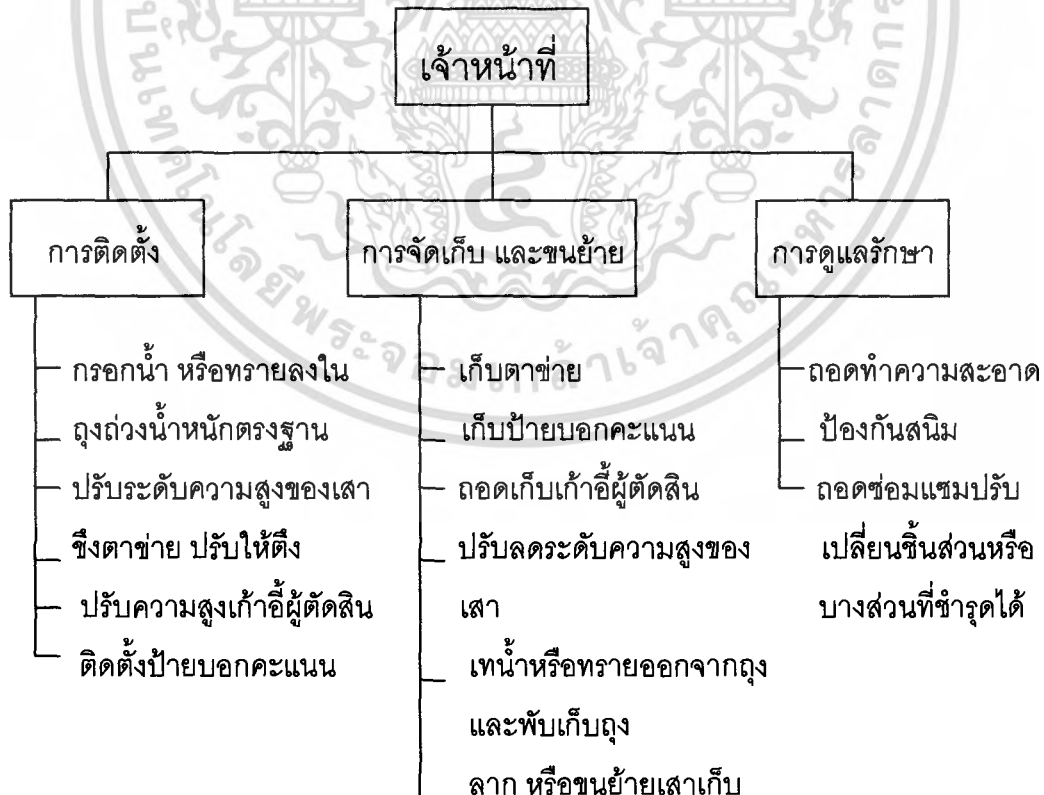 เจ้าหน้าที่
การติดตั้ง
กรอกน้ำ หรือทรายลงใน
ถุงถ่วงน้ำหนักตรงฐาน
ปรับระดับความสูงของเสา
ขึงตาข่าย ปรับให้ตึง
ปรับความสูงเก้าอี้ผู้ตัดสิน
ติดตั้งป้ายบอกคะแนน
การจัดเก็บ และขนย้าย
เก็บตาข่าย
เก็บป้ายบอกคะแนน
ถอดเก็บเก้าอี้ผู้ตัดสิน
ปรับลดระดับความสูงของ
เสา
เทน้ำหรือทรายออกจากถุง
และพับเก็บถุง
ลาก หรือขนย้ายเสาเก็บ
การดูแลรักษา
ถอดทำความสะอาด
ป้องกันสนิม
ถอดซ่อมแซมปรับ
เปลี่ยนชิ้นส่วนหรือ
บางส่วนที่ชำรุดได้